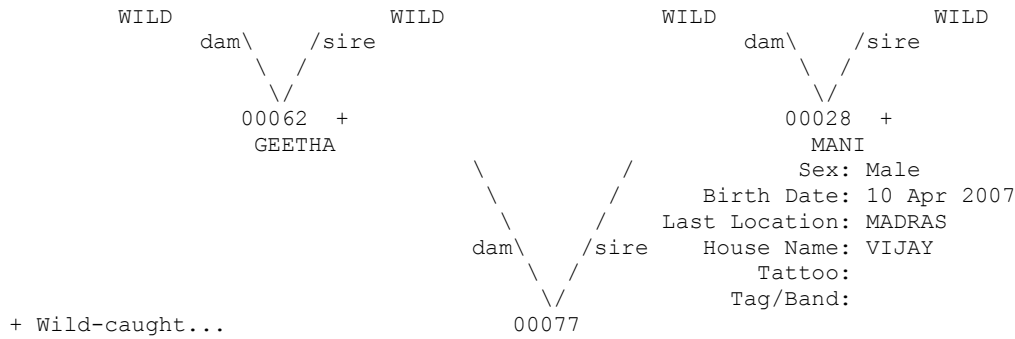 WILD WILD WILD WILD
dam\ /sire dam\ /sire
\ / \ /
\/ \/
00062 + 00028 +
GEETHA MANI
\ / Sex: Male
\ / Birth Date: 10 Apr 2007
\ / Last Location: MADRAS
dam\ /sire House Name: VIJAY
\ / Tattoo:
\/ Tag/Band:
+ Wild-caught... 00077